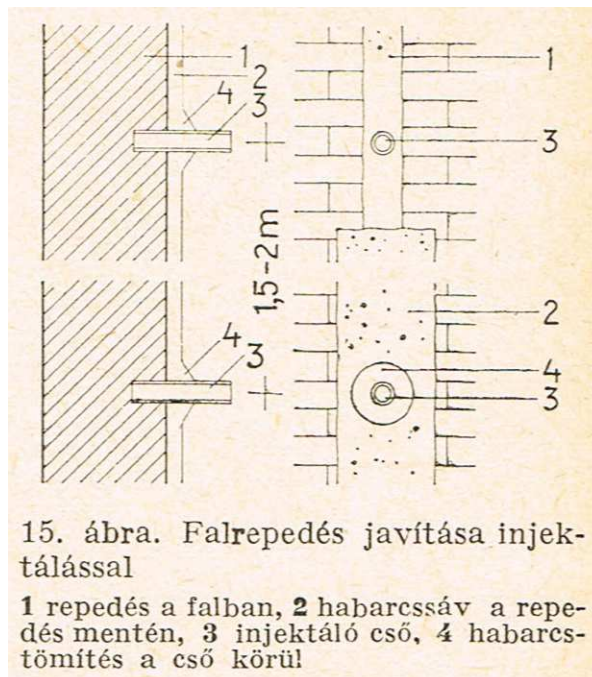 1
2
4
3
1
3
1,5-2m
4
3
2
4
3
15. ábra. Falrepedés javítása injek-
tálással
1 repedés a falban, 2 habarcssáv a repe-
dés mentén, 3 injektáló cső, 4 habarcs-
tömítés a cső körül